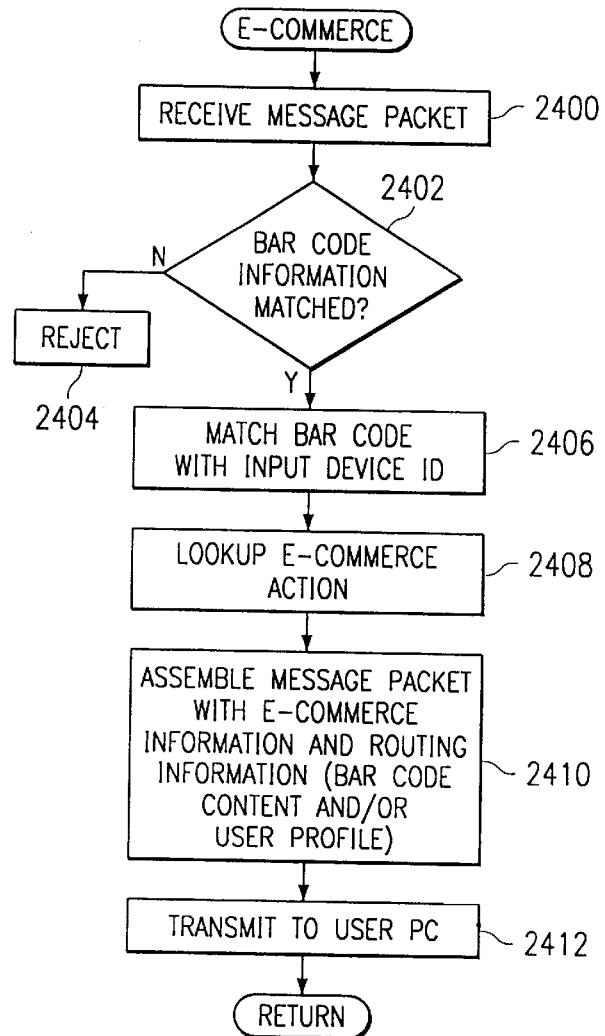 E-COMMERCE
RECEIVE MESSAGE PACKET
2400
2402
BAR CODE
INFORMATION
MATCHED?
N
REJECT
2404
Y
MATCH BAR CODE
WITH INPUT DEVICE ID
2406
LOOKUP E-COMMERCE
ACTION
2408
ASSEMBLE MESSAGE PACKET
WITH E-COMMERCE
INFORMATION AND ROUTING
INFORMATION (BAR CODE
CONTENT AND/OR
USER PROFILE)
2410
TRANSMIT TO USER PC
2412
RETURN